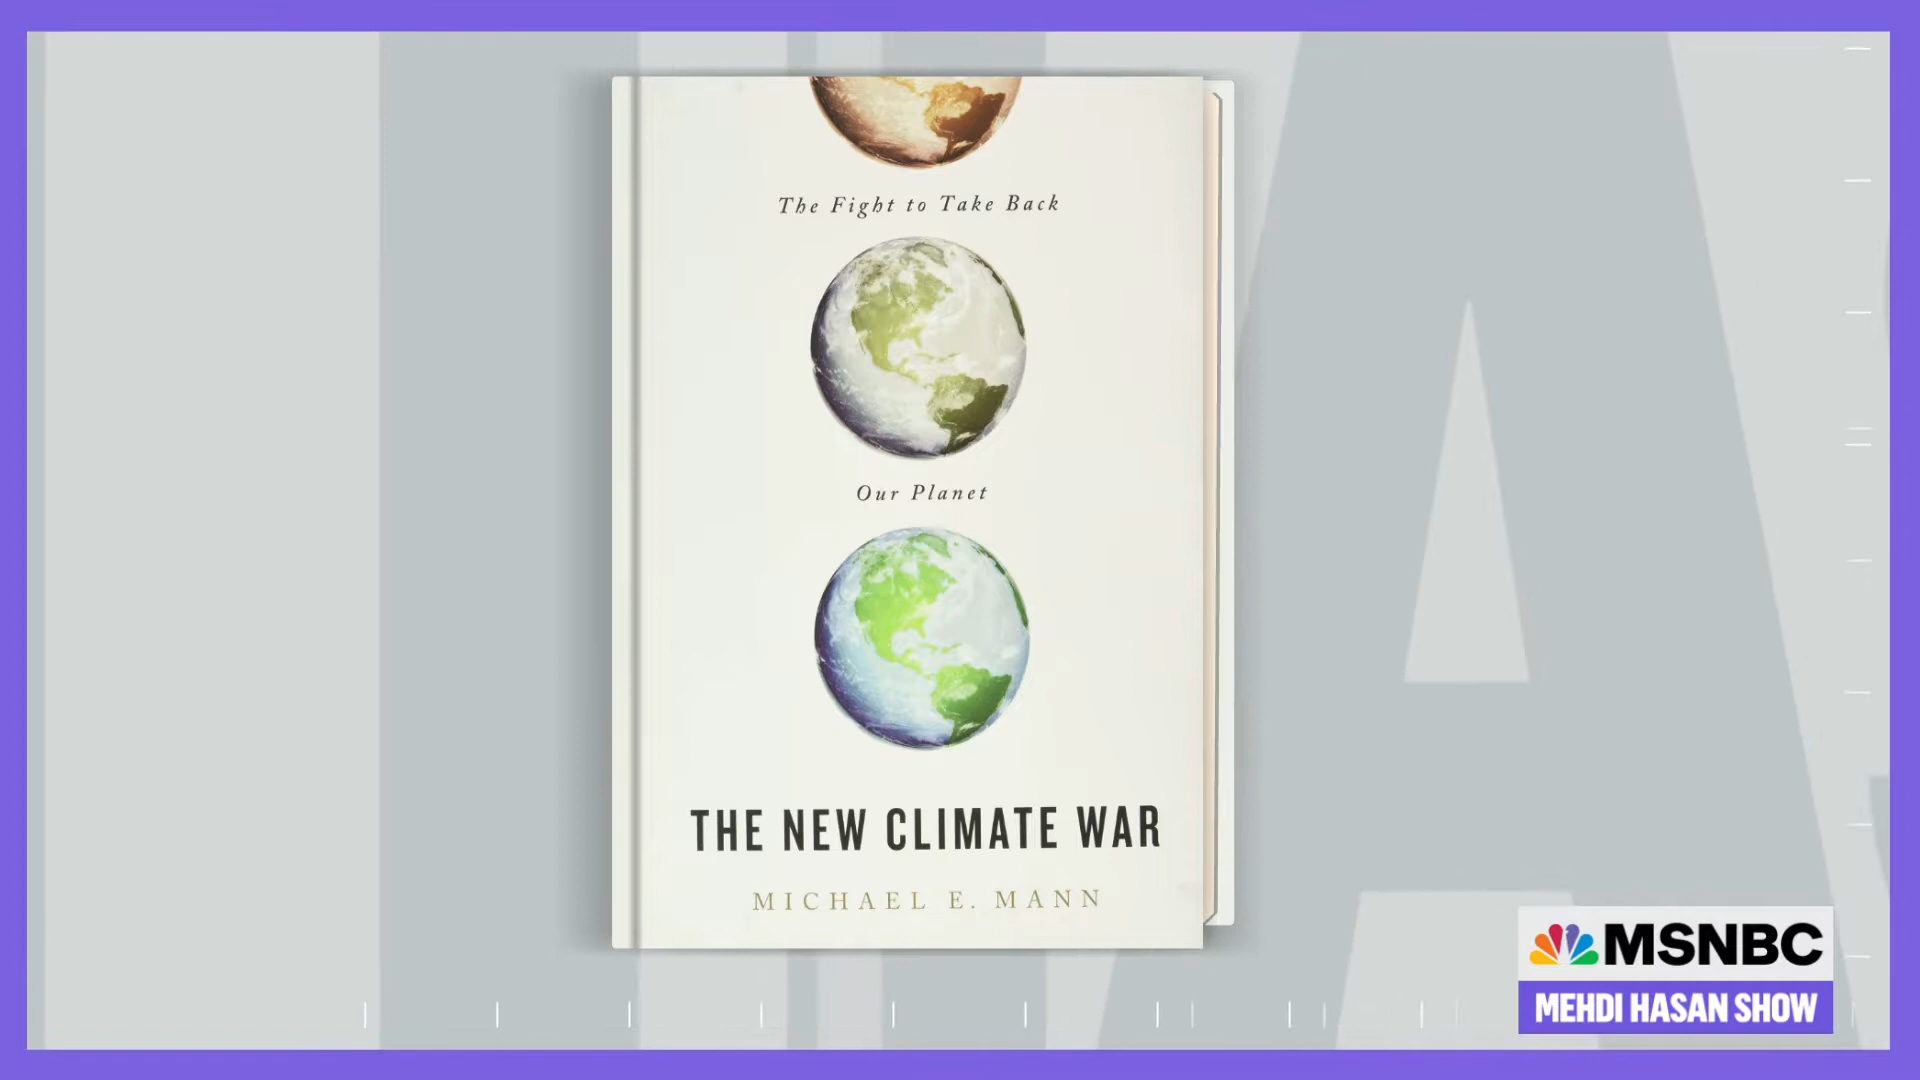 The Fight to Take Back
Our Planet
THE NEW CLIMATE WAR
MICHAEL E. MANN
MSNBC
MEHDI HASAN SHOW